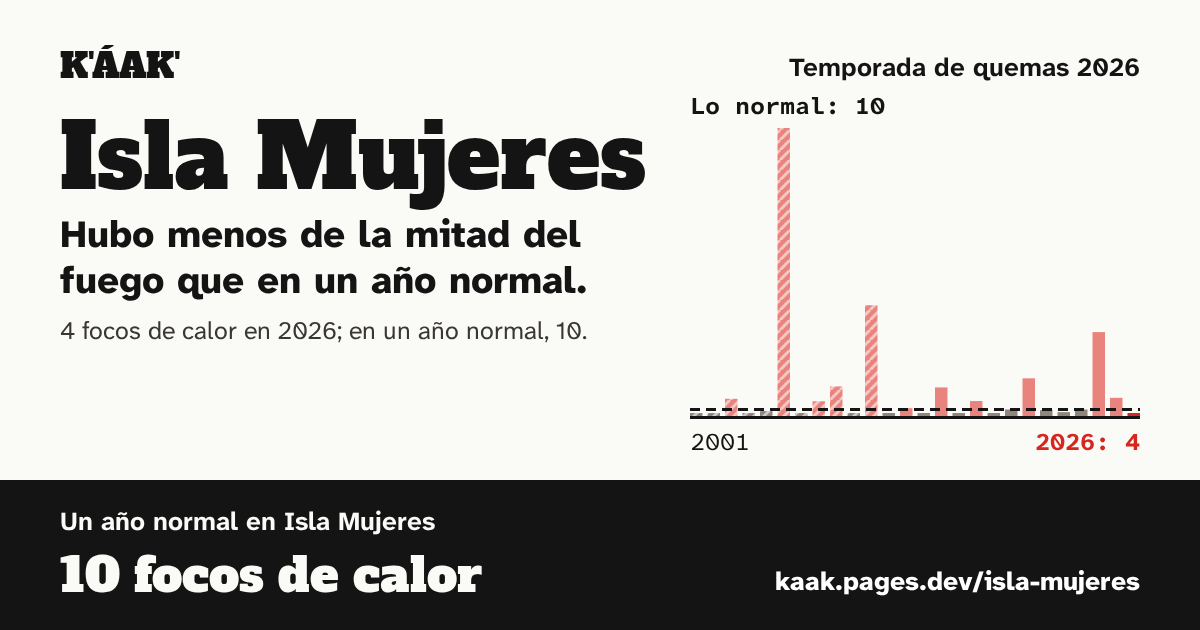 K'ÁAK'
Isla Mujeres
Hubo menos de la mitad del
fuego que en un año normal.
4 focos de calor en 2026; en un año normal, 10.
Temporada de quemas 2026
Lo normal: 10
2001
2026: 4
Un año normal en Isla Mujeres
10 focos de calor
kaak.pages.dev/isla-mujeres